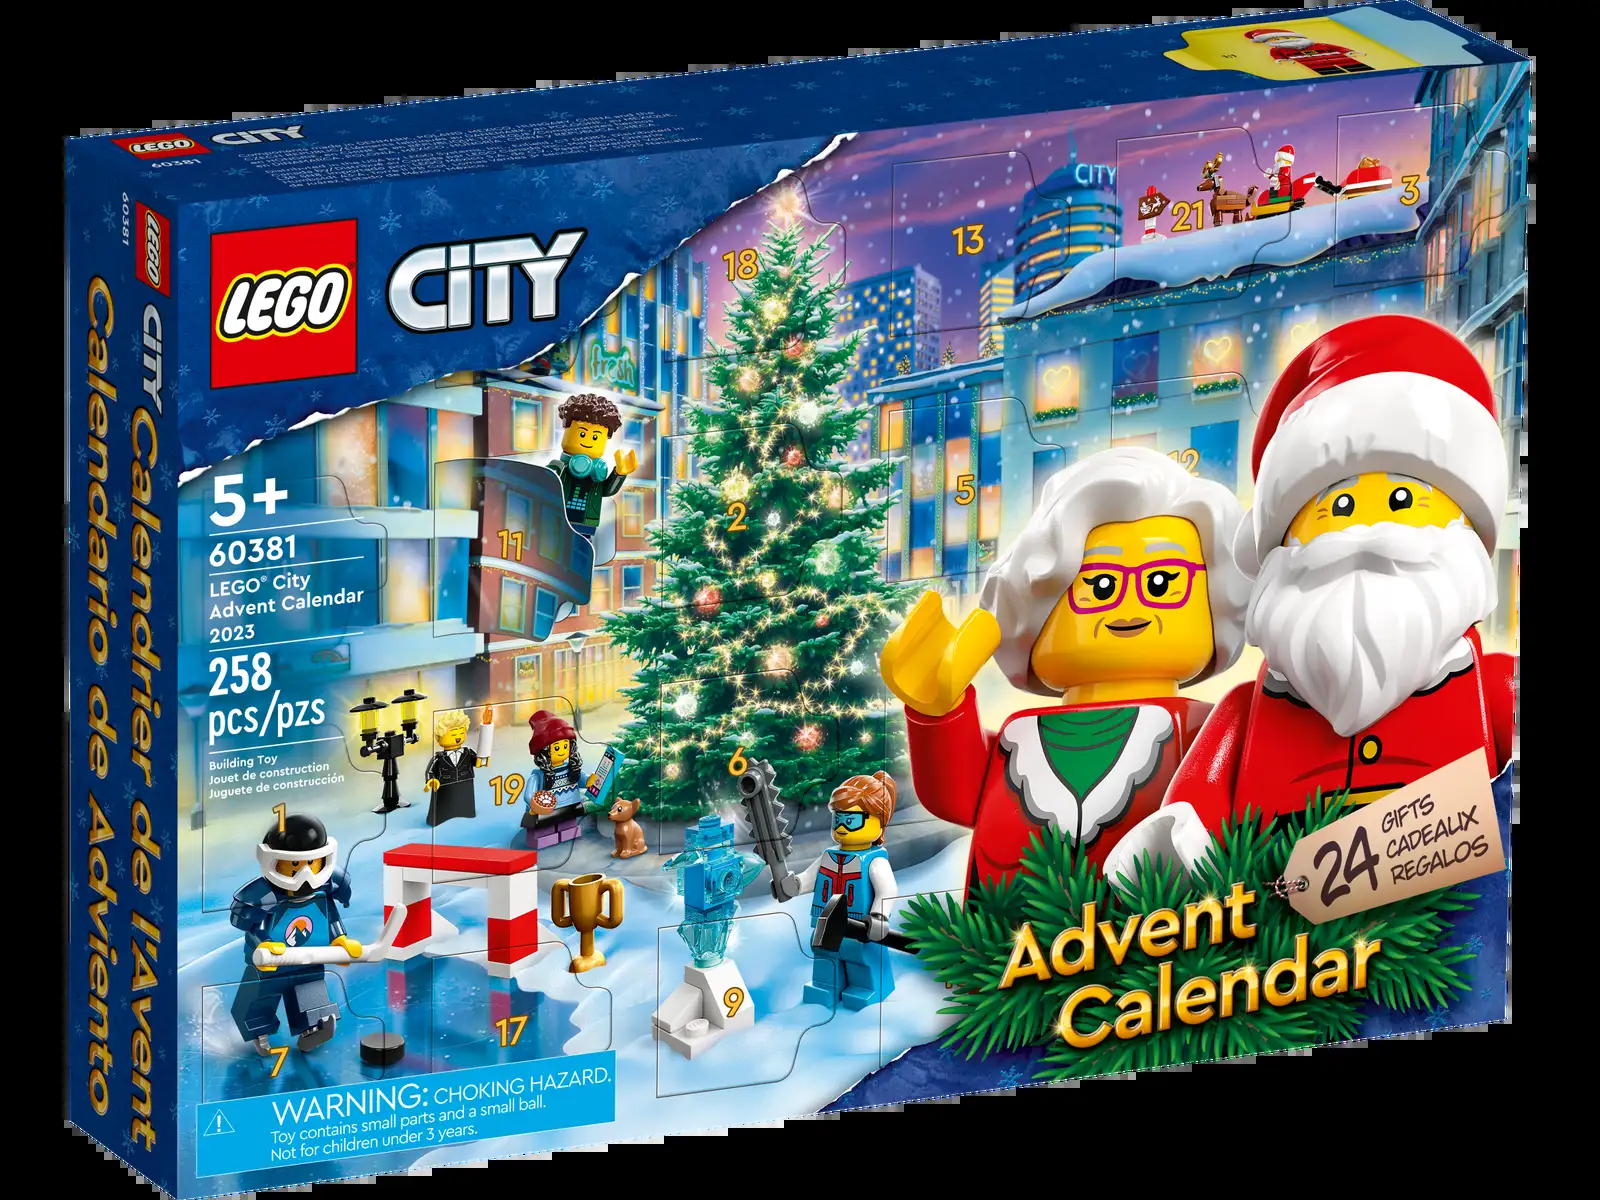 LEGO
CITY
60381
LEGO
CITY
5+
60381
LEGO® City
Advent Calendar
2023
258
pcs/pzs
Building Toy
Jouet de construction
Juguete de construcción
WARNING: CHOKING HAZARD.
Toy contains small parts and a small ball.
Not for children under 3 years.
fresh
CITY
18
13
21
3
11
2
5
12
1
19
6
7
17
9
24 GIFTS
CADEAUX
REGALOS
Advent
Calendar
60381
LEGO
CITY
Calendrier de l'Avent
Calendario de Adviento